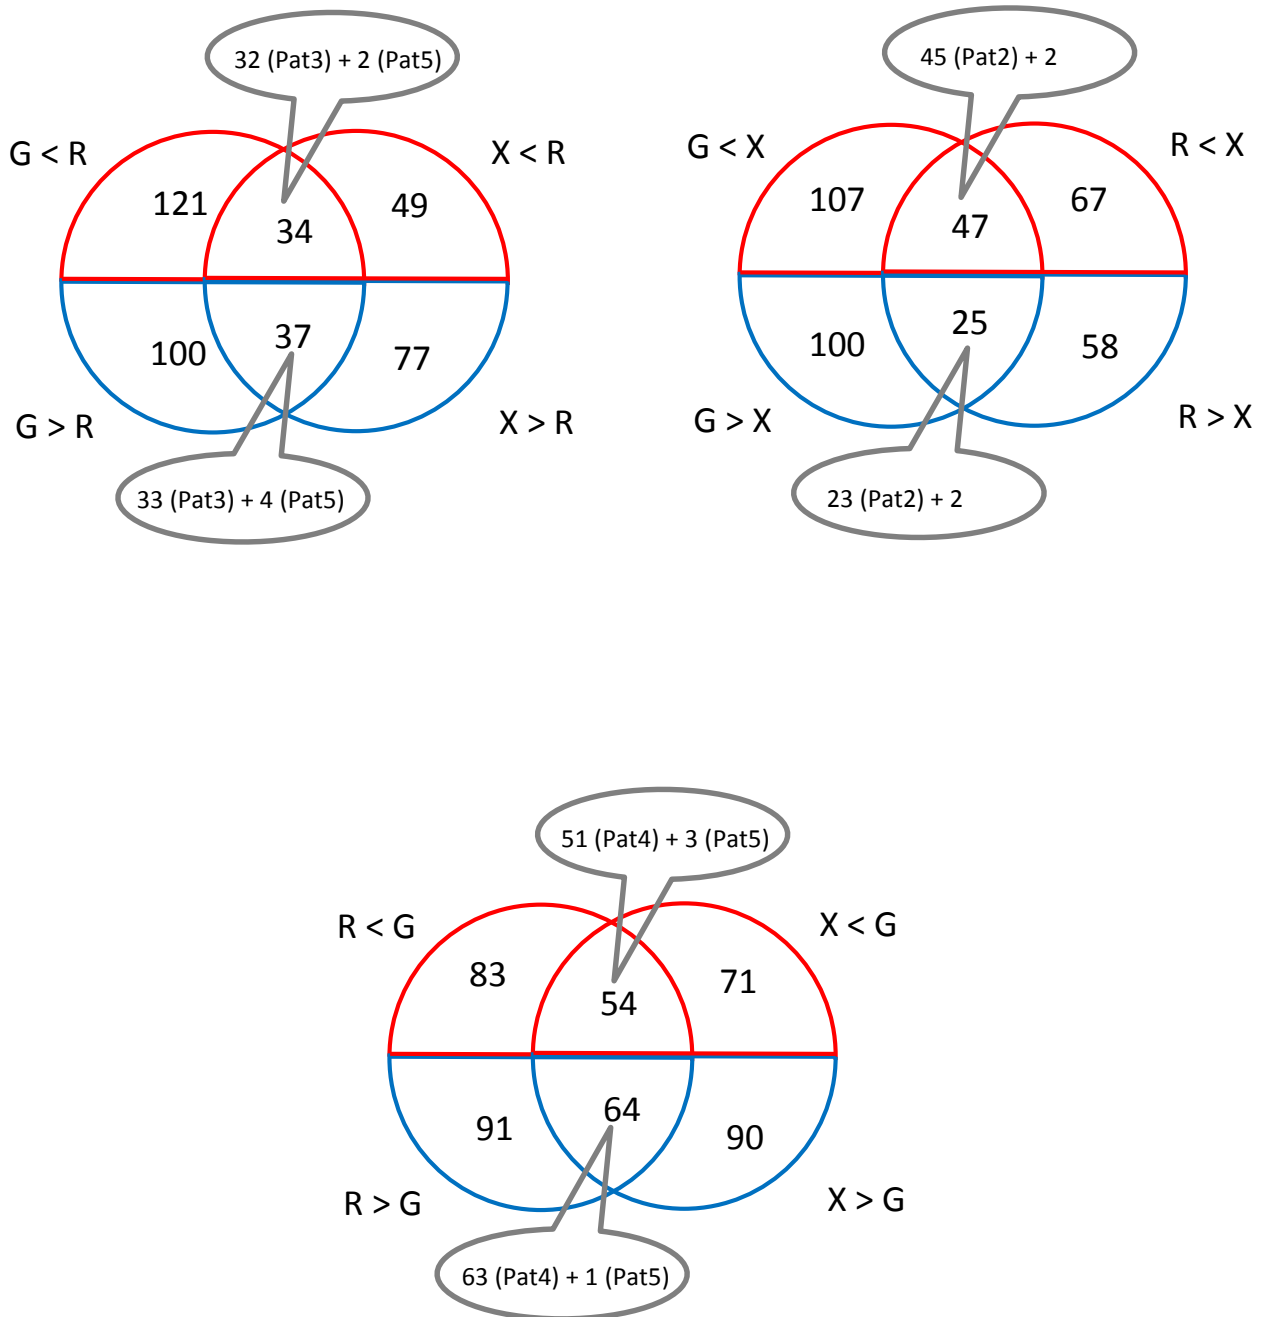 32 (Pat3) + 2 (Pat5)
G < R
X < R
121
34
49
100
37
77
G > R
X > R
33 (Pat3) + 4 (Pat5)
45 (Pat2) + 2
G < X
R < X
107
47
67
100
25
58
G > X
R > X
23 (Pat2) + 2
51 (Pat4) + 3 (Pat5)
R < G
X < G
83
54
71
91
64
90
R > G
X > G
63 (Pat4) + 1 (Pat5)